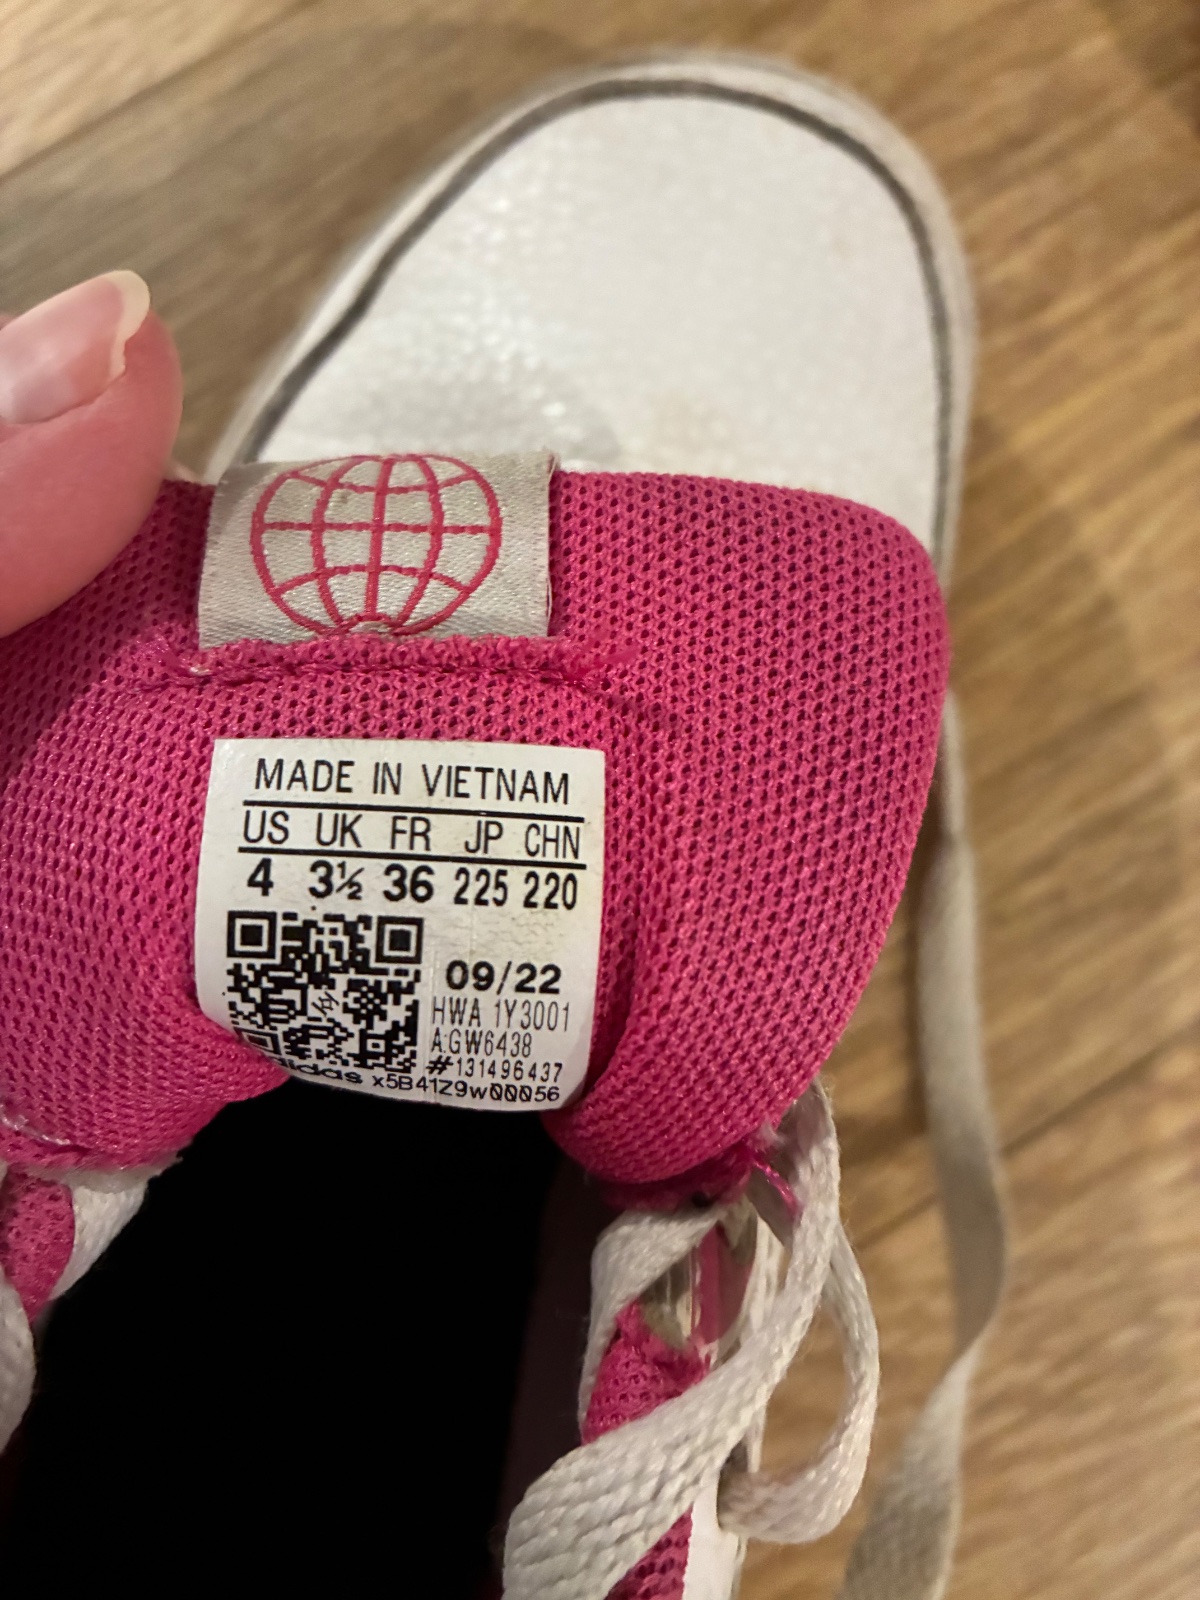 MADE IN VIETNAM
US UK FR JP CHN
4 3½ 36 225 220
09/22
HWA 1Y3001
AGW6438
#131496437
adidas x5B41Z9w00056